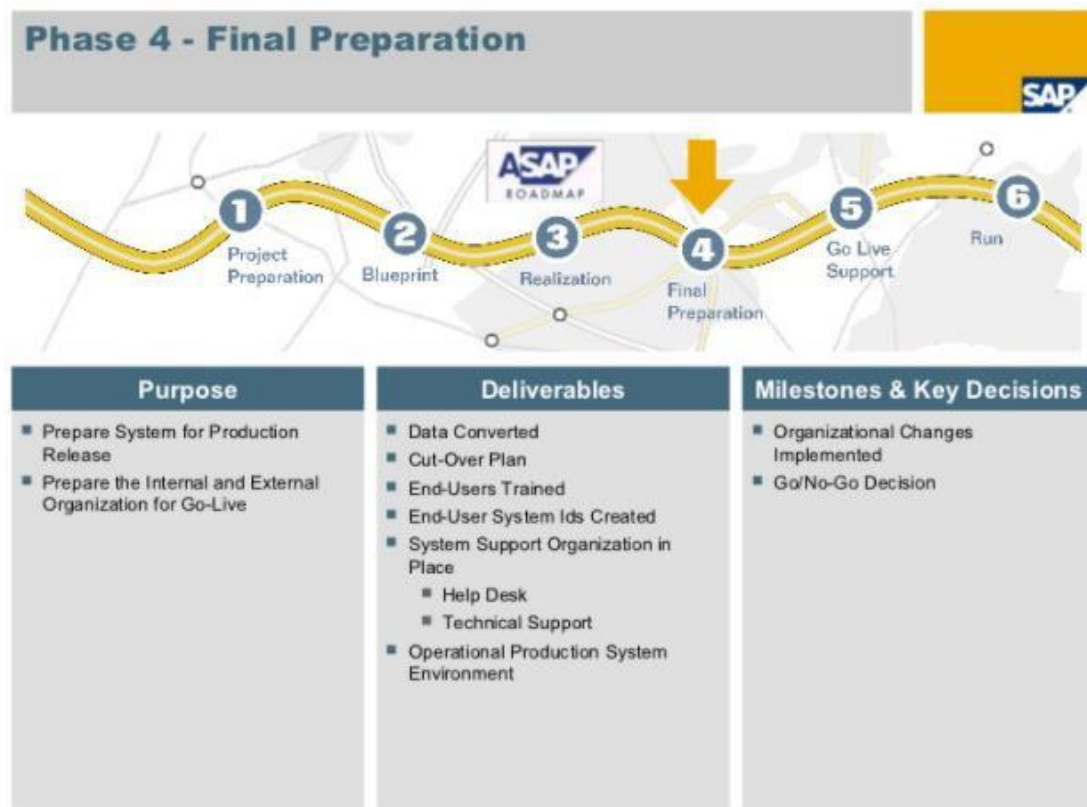 Phase 4 - Final Preparation
SAP
ASAP
ROADMAP
1
Project
Preparation
2
Blueprint
3
Realization
4
Final
Preparation
5
Go Live
Support
6
Run
Purpose
Prepare System for Production
Release
Prepare the Internal and External
Organization for Go-Live
Deliverables
Data Converted
Cut-Over Plan
End-Users Trained
End-User System Ids Created
System Support Organization in
Place
Help Desk
Technical Support
Operational Production System
Environment
Milestones & Key Decisions
Organizational Changes
Implemented
Go/No-Go Decision